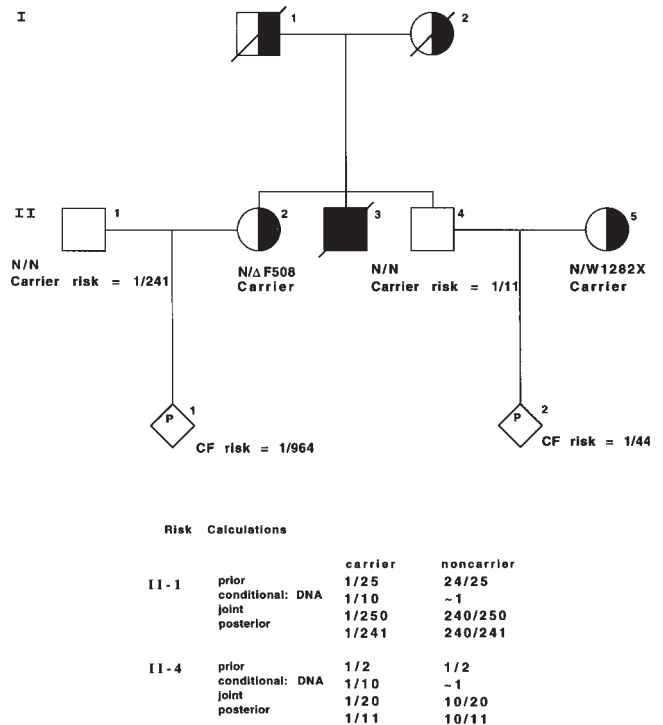 I
1
2
II
1
2
3
4
5
N/N
Carrier risk = 1/241
N/Δ F508
Carrier
N/N
Carrier risk = 1/11
N/W1282X
Carrier
P
1
CF risk = 1/964
P
2
CF risk = 1/44
Risk Calculations
carrier noncarrier
II-1 prior 1/25 24/25
conditional: DNA 1/10 ~1
joint 1/250 240/250
posterior 1/241 240/241
II-4 prior 1/2 1/2
conditional: DNA 1/10 ~1
joint 1/20 10/20
posterior 1/11 10/11